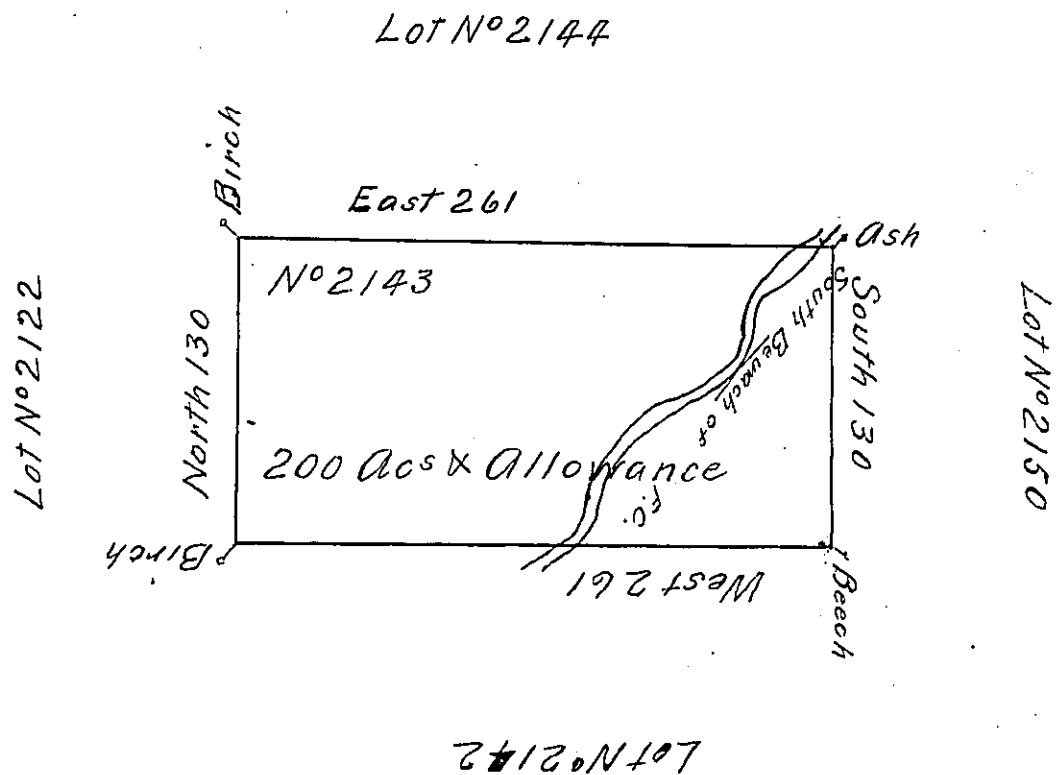 Lot Nº 2144
Birch
East 261
Ash
Nº 2143
South 130
South Bewach of
F.C.
Lot Nº 2122
North 130
Lot Nº 2150
200 Acs & Allowance
Birch
West 261
Beech
Lot Nº 2142